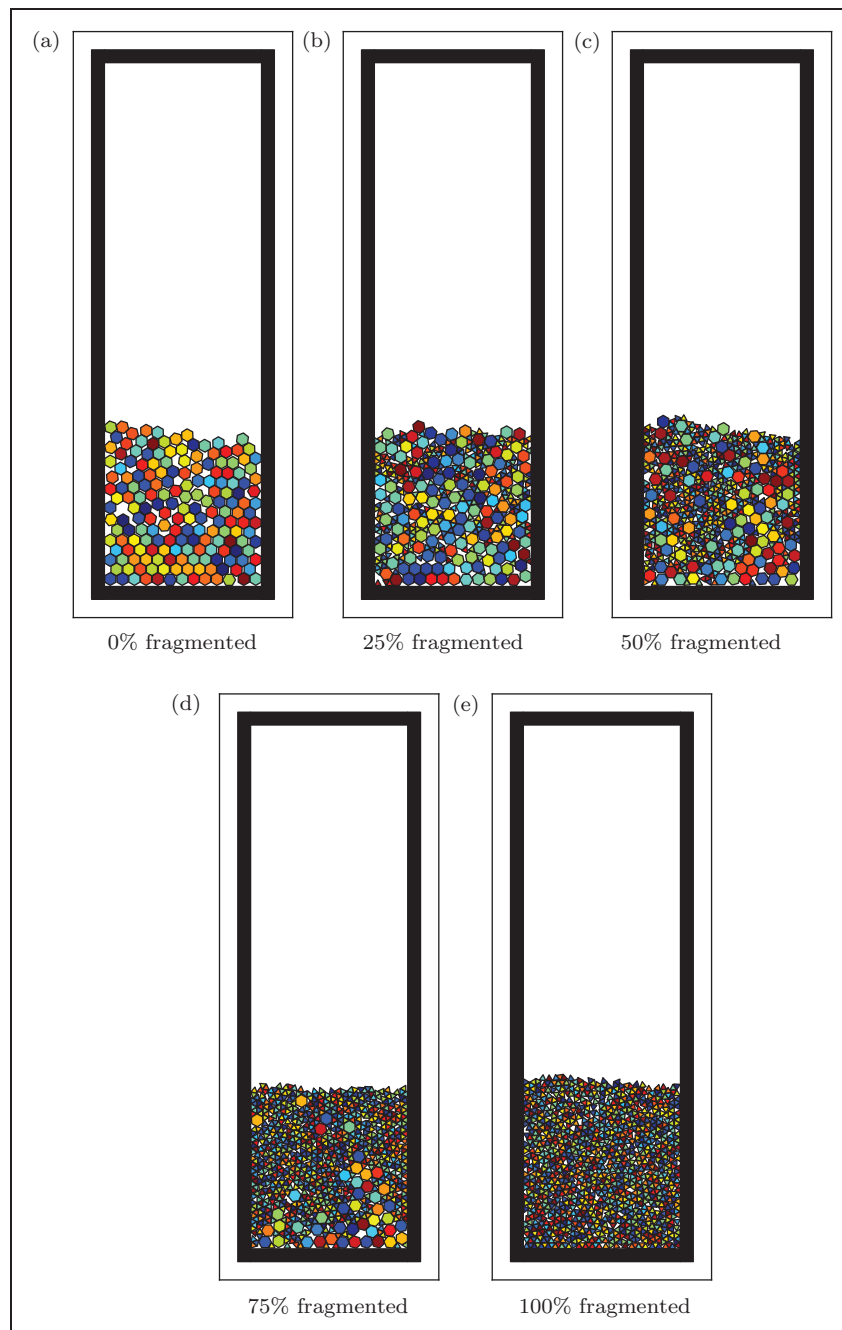 (a)
(b)
(c)
0% fragmented
25% fragmented
50% fragmented
(d)
(e)
75% fragmented
100% fragmented